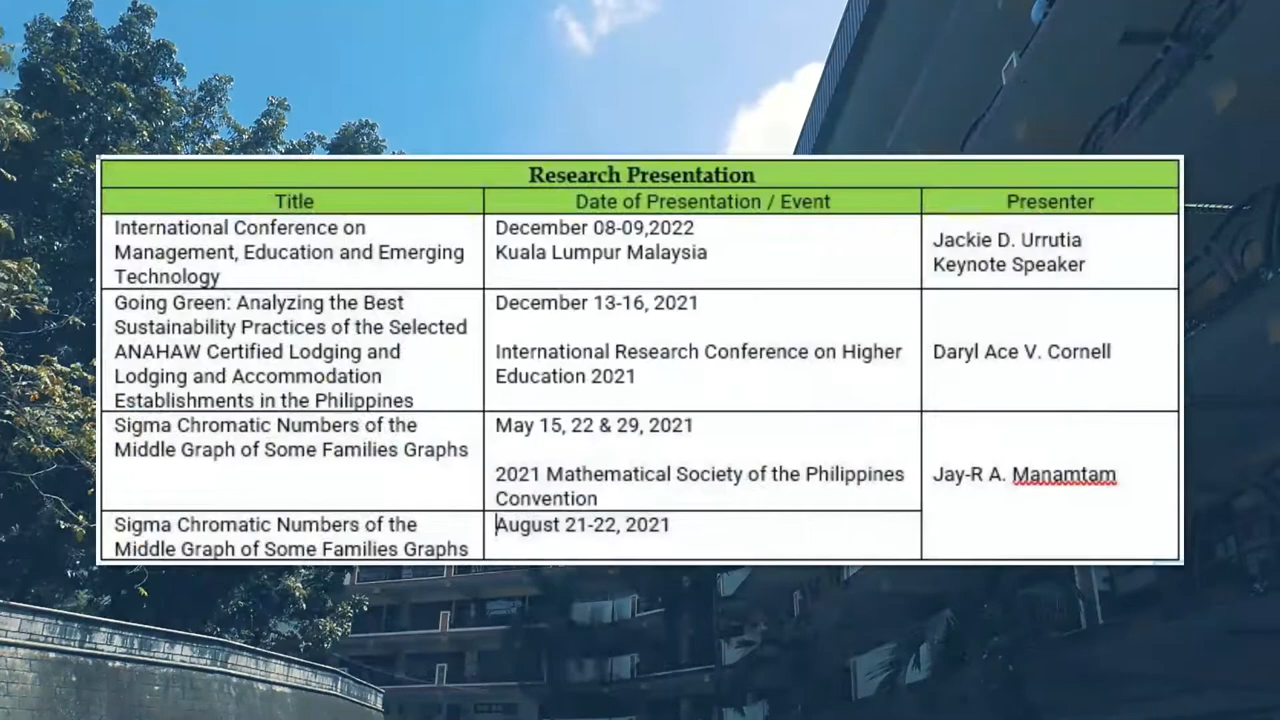 Research Presentation
Title
Date of Presentation / Event
Presenter
International Conference on
Management, Education and Emerging
Technology
December 08-09,2022
Kuala Lumpur Malaysia
Jackie D. Urrutia
Keynote Speaker
Going Green: Analyzing the Best
Sustainability Practices of the Selected
ANAHAW Certified Lodging and
Lodging and Accommodation
Establishments in the Philippines
December 13-16, 2021
International Research Conference on Higher
Education 2021
Daryl Ace V. Cornell
Sigma Chromatic Numbers of the
Middle Graph of Some Families Graphs
May 15, 22 & 29, 2021
2021 Mathematical Society of the Philippines
Convention
Jay-R A. Manamtam
Sigma Chromatic Numbers of the
Middle Graph of Some Families Graphs
August 21-22, 2021